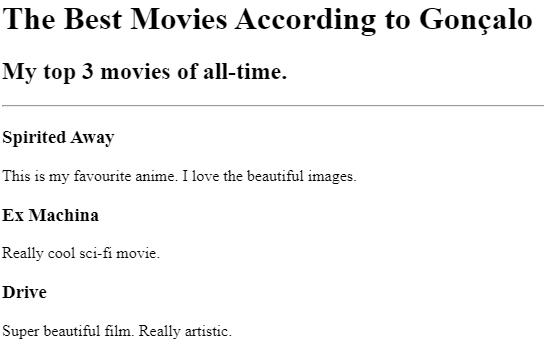 The Best Movies According to Gonçalo
My top 3 movies of all-time.
Spirited Away
This is my favourite anime. I love the beautiful images.
Ex Machina
Really cool sci-fi movie.
Drive
Super beautiful film. Really artistic.